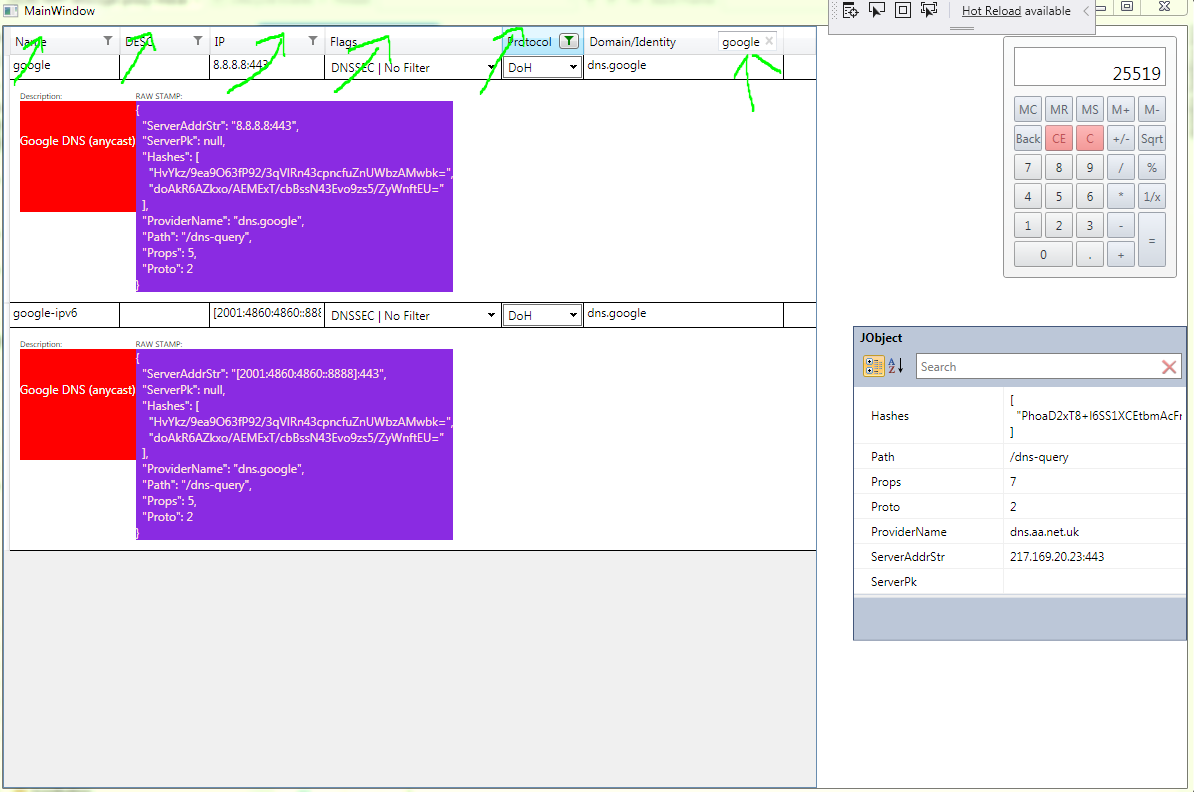 MainWindow
Hot Reload available
Name DESC IP Flags Protocol Domain/Identity google
google 8.8.8.8:443 DNSSEC | No Filter DoH dns.google
Description: RAW STAMP:
Google DNS (anycast)
{
"ServerAddrStr": "8.8.8.8:443",
"ServerPk": null,
"Hashes": [
"HvYkz/9ea9O63fP92/3qVlRn43cpncfuZnUWbzAMwbk=",
"doAkR6AZkxo/AEMExT/cbBssN43Evo9zs5/ZyWnftEU="
],
"ProviderName": "dns.google",
"Path": "/dns-query",
"Props": 5,
"Proto": 2
}
google-ipv6 [2001:4860:4860::888 DNSSEC | No Filter DoH dns.google
Description: RAW STAMP:
Google DNS (anycast)
{
"ServerAddrStr": "[2001:4860:4860::8888]:443",
"ServerPk": null,
"Hashes": [
"HvYkz/9ea9O63fP92/3qVlRn43cpncfuZnUWbzAMwbk=",
"doAkR6AZkxo/AEMExT/cbBssN43Evo9zs5/ZyWnftEU="
],
"ProviderName": "dns.google",
"Path": "/dns-query",
"Props": 5,
"Proto": 2
}
25519
MC MR MS M+ M-
Back CE C +/- Sqrt
7 8 9 / %
4 5 6 * 1/x
1 2 3 - =
0 . +
JObject
Search
Hashes [
"PhoaD2xT8+l6SS1XCEtbmAcFr
]
Path /dns-query
Props 7
Proto 2
ProviderName dns.aa.net.uk
ServerAddrStr 217.169.20.23:443
ServerPk